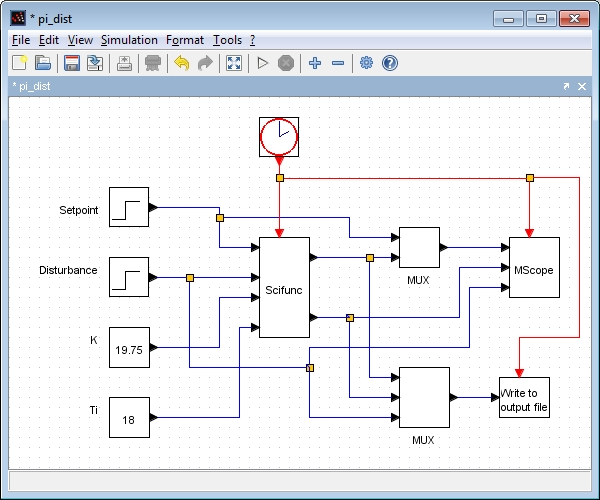 * pi_dist
File Edit View Simulation Format Tools ?
* pi_dist
Setpoint
Disturbance
Scifunc
MUX
MScope
K
19.75
Ti
18
Write to
output file
MUX